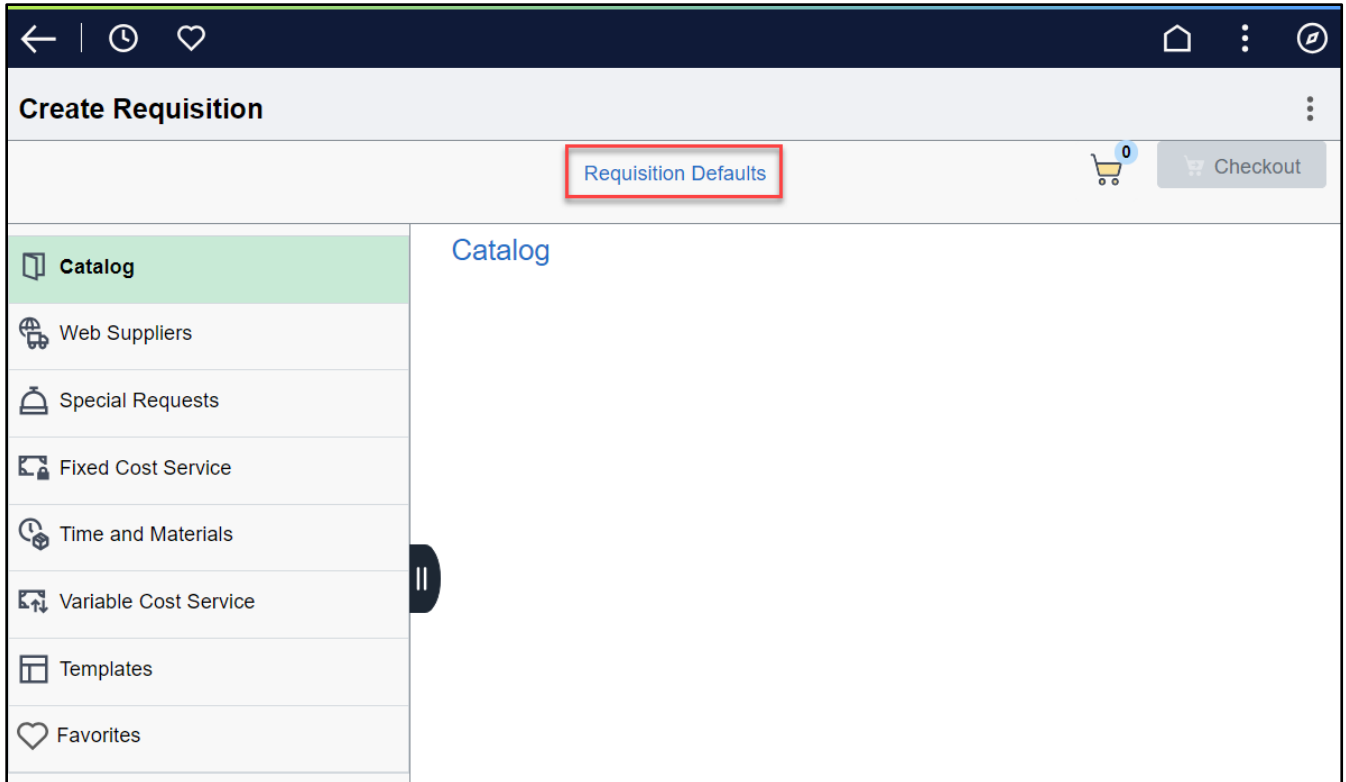 Create Requisition
Requisition Defaults
0
Checkout
Catalog
Catalog
Web Suppliers
Special Requests
Fixed Cost Service
Time and Materials
Variable Cost Service
Templates
Favorites